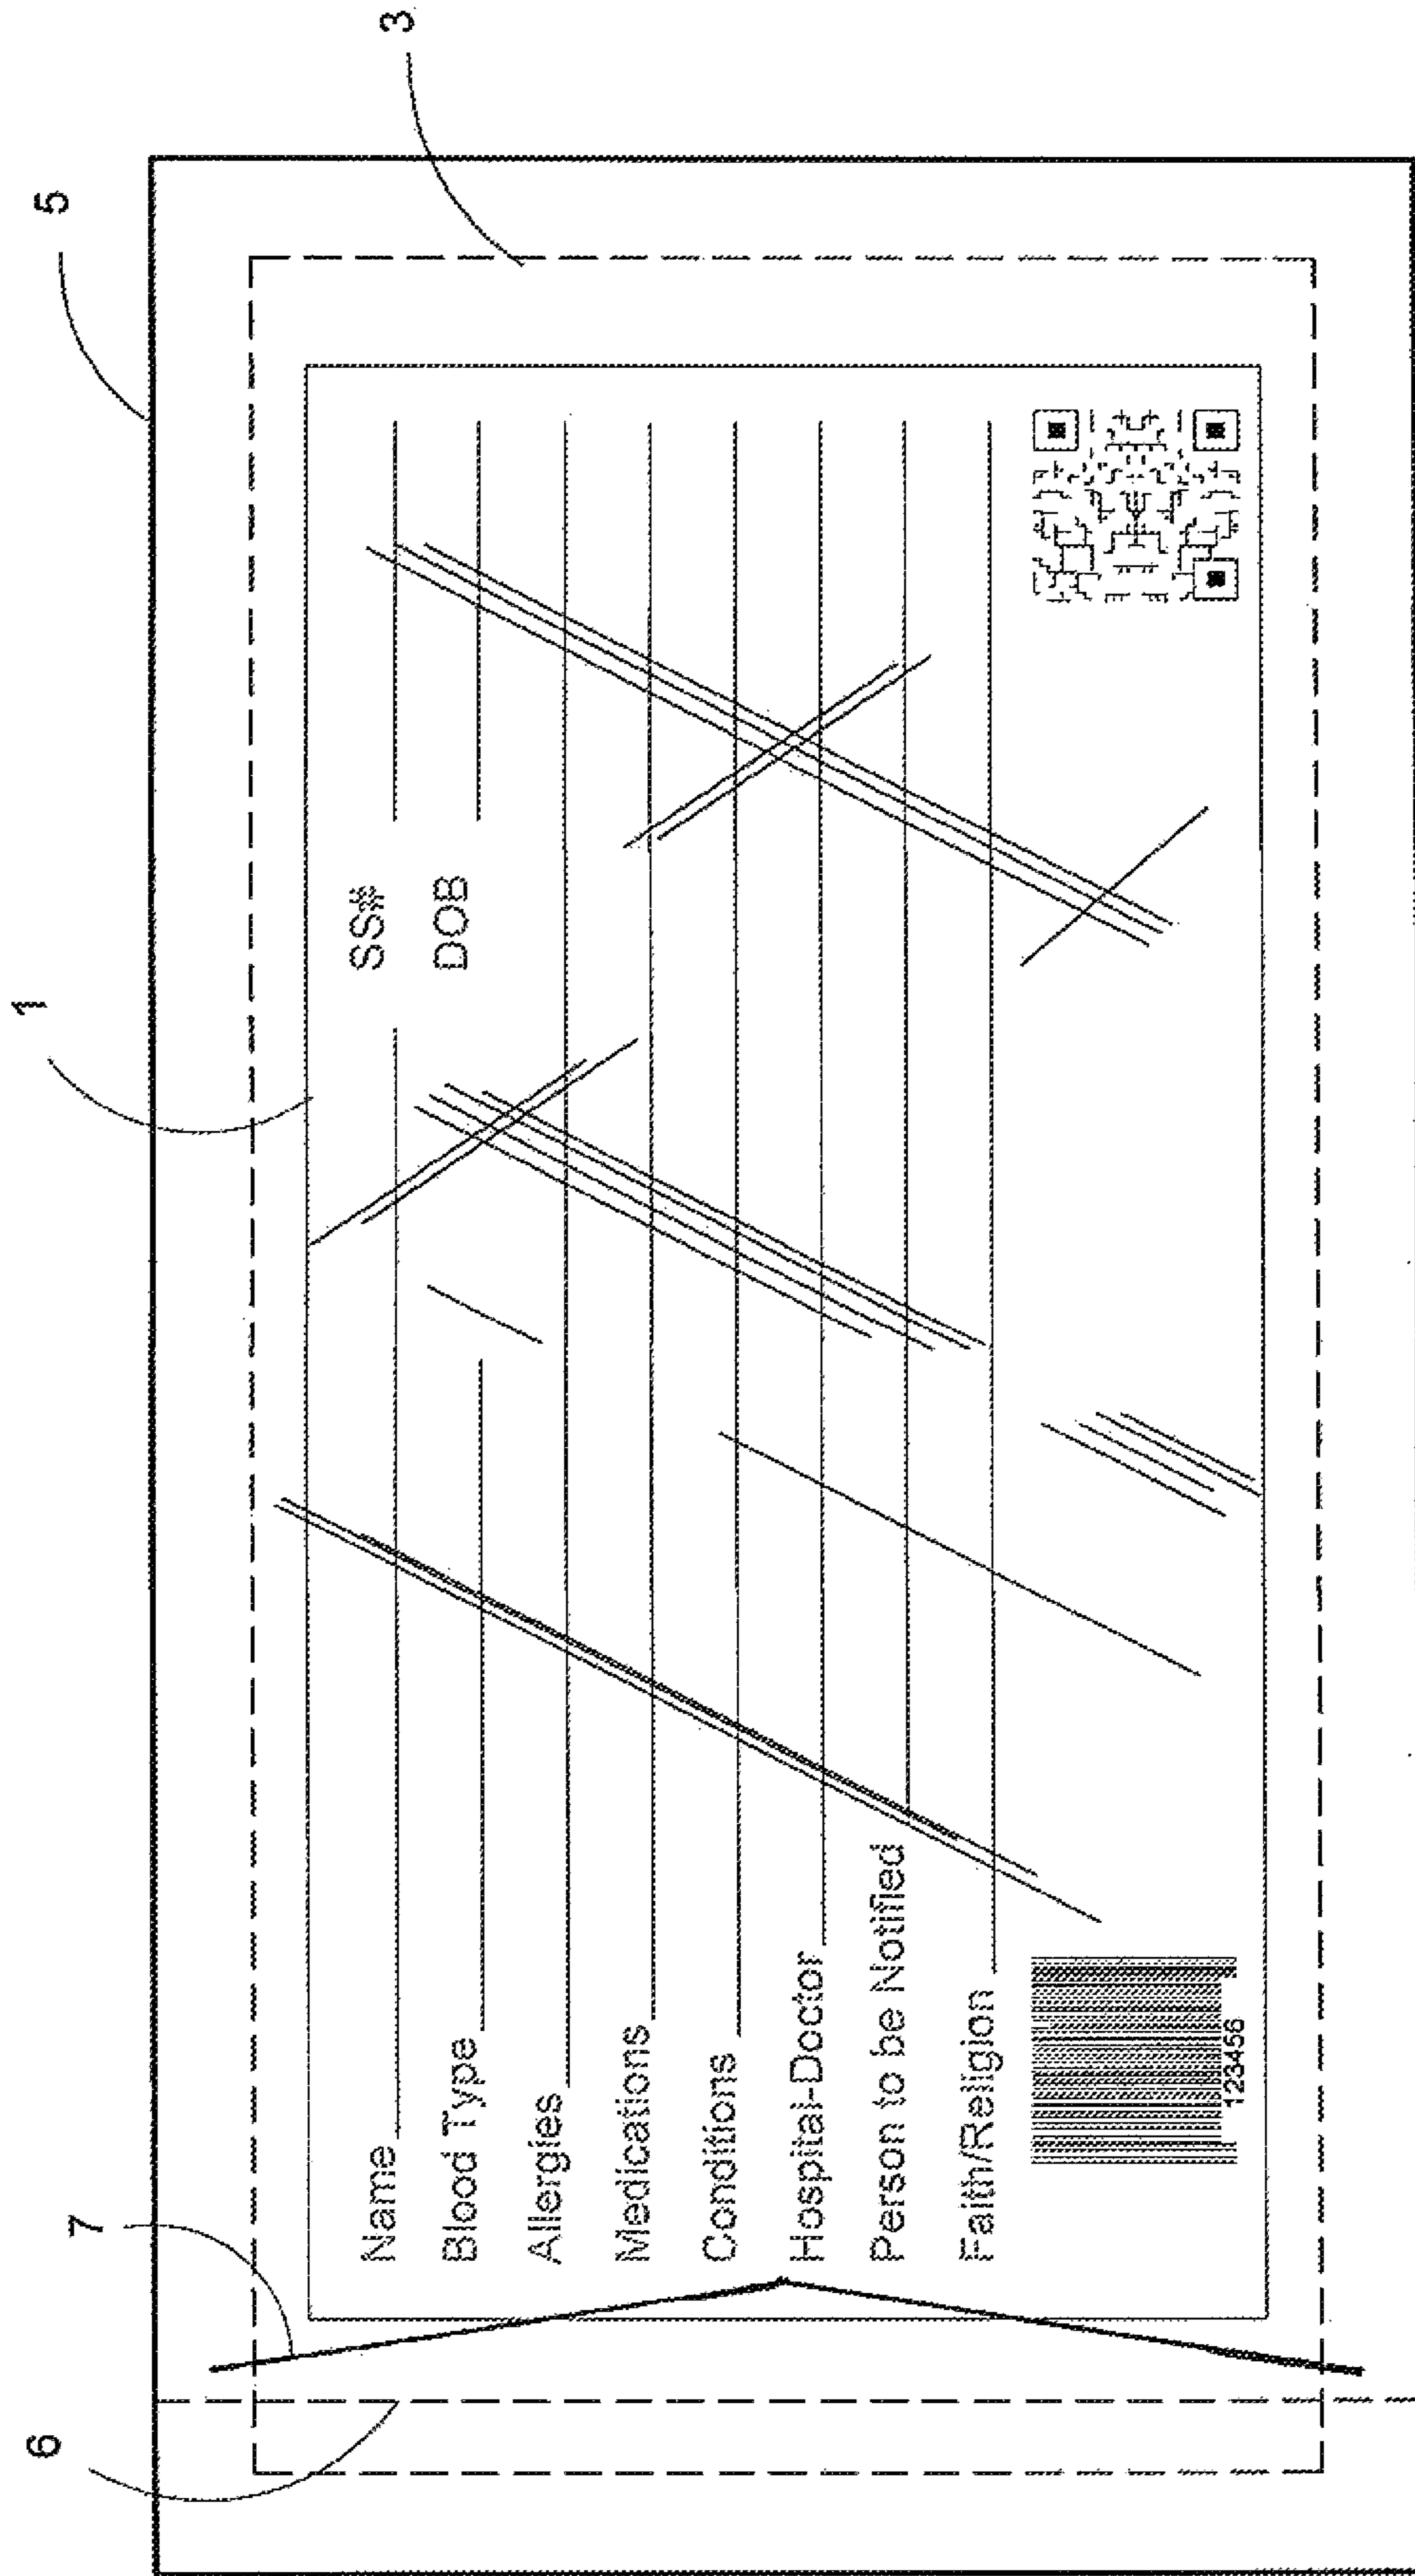 5
3
1
7
6
Name SS#
Blood Type DOB
Allergies
Medications
Conditions
Hospital-Doctor
Person to be Notified
Faith/Religion
123456